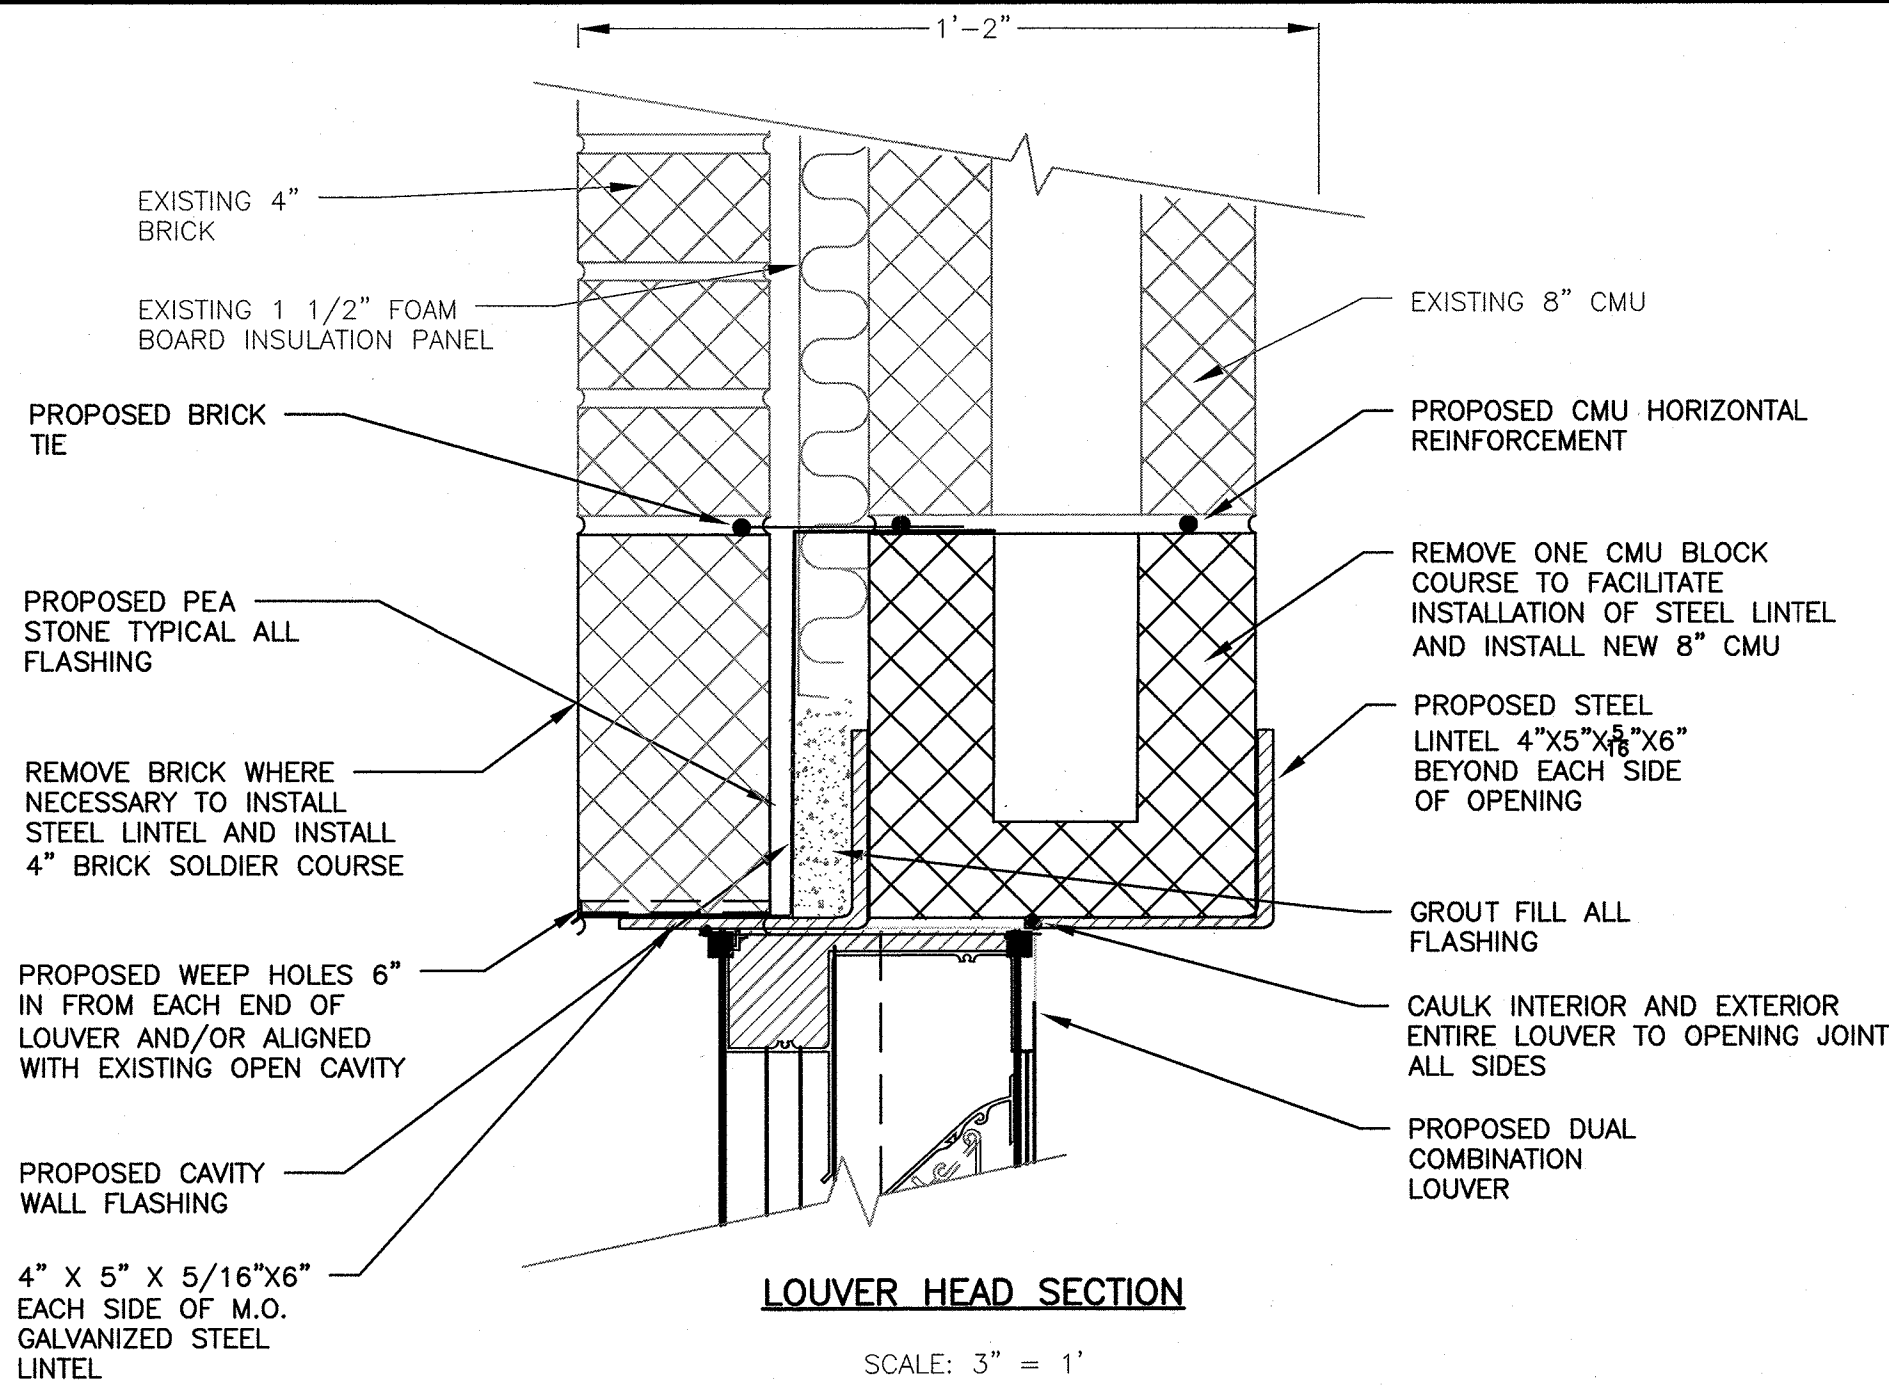 1'-2"
EXISTING 4"
BRICK
EXISTING 1 1/2" FOAM
BOARD INSULATION PANEL
PROPOSED BRICK
TIE
PROPOSED PEA
STONE TYPICAL ALL
FLASHING
REMOVE BRICK WHERE
NECESSARY TO INSTALL
STEEL LINTEL AND INSTALL
4" BRICK SOLDIER COURSE
PROPOSED WEEP HOLES 6"
IN FROM EACH END OF
LOUVER AND/OR ALIGNED
WITH EXISTING OPEN CAVITY
PROPOSED CAVITY
WALL FLASHING
4" X 5" X 5/16"X6"
EACH SIDE OF M.O.
GALVANIZED STEEL
LINTEL
EXISTING 8" CMU
PROPOSED CMU HORIZONTAL
REINFORCEMENT
REMOVE ONE CMU BLOCK
COURSE TO FACILITATE
INSTALLATION OF STEEL LINTEL
AND INSTALL NEW 8" CMU
PROPOSED STEEL
LINTEL 4"X5"X5/16"X6"
BEYOND EACH SIDE
OF OPENING
GROUT FILL ALL
FLASHING
CAULK INTERIOR AND EXTERIOR
ENTIRE LOUVER TO OPENING JOINT
ALL SIDES
PROPOSED DUAL
COMBINATION
LOUVER
LOUVER HEAD SECTION
SCALE: 3" = 1'